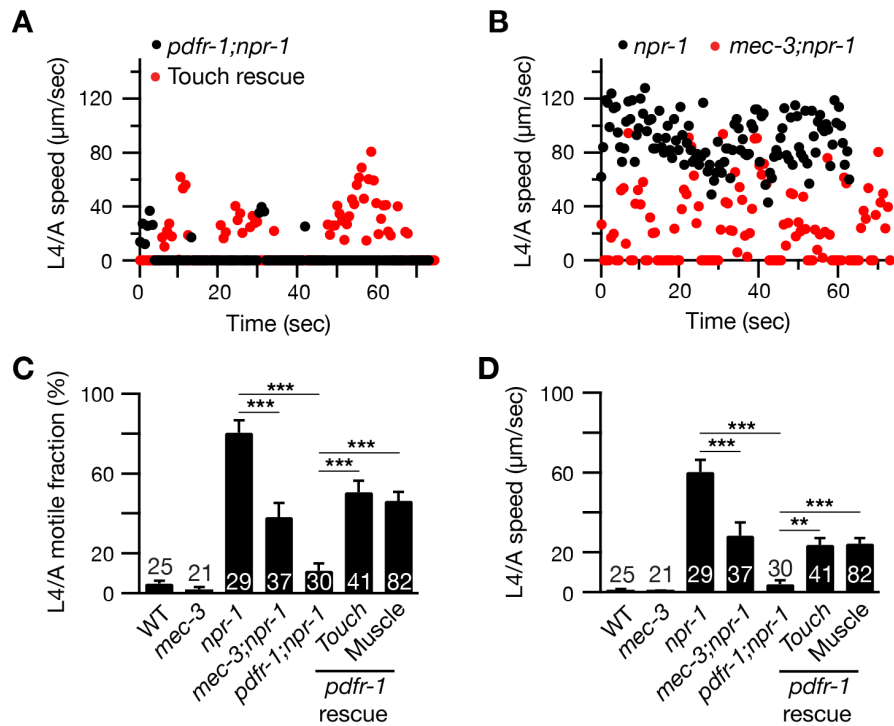 A
pdfr-1;npr-1
Touch rescue
L4/A speed (µm/sec)
120
80
40
0
0 20 40 60
Time (sec)
B
npr-1 mec-3;npr-1
L4/A speed (µm/sec)
120
80
40
0
0 20 40 60
Time (sec)
C
L4/A motile fraction (%)
100
60
20
0
***
***
***
***
25 21 29 37 30 41 82
WT mec-3 npr-1 mec-3;npr-1 pdfr-1;npr-1 Touch Muscle
pdfr-1
rescue
D
L4/A speed (µm/sec)
100
60
20
0
***
***
***
**
25 21 29 37 30 41 82
WT mec-3 npr-1 mec-3;npr-1 pdfr-1;npr-1 Touch Muscle
pdfr-1
rescue